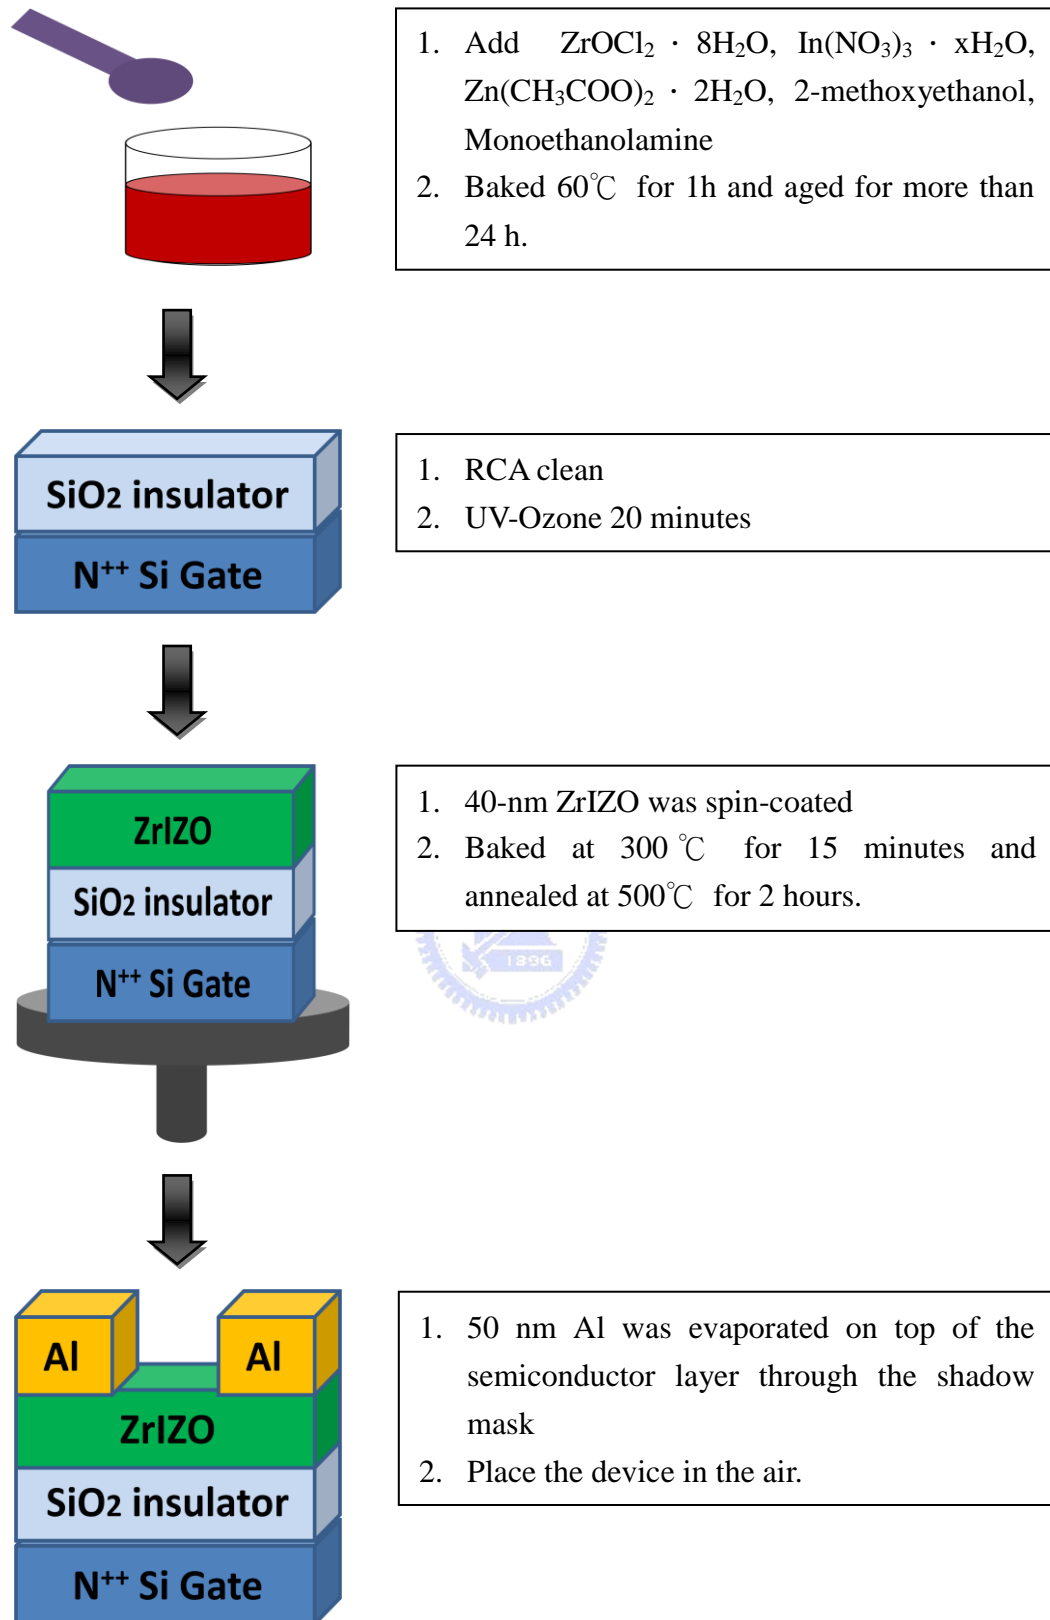 1. Add ZrOCl₂ · 8H₂O, In(NO₃)₃ · xH₂O,
Zn(CH₃COO)₂ · 2H₂O, 2-methoxyethanol,
Monoethanolamine
2. Baked 60℃ for 1h and aged for more than
24 h.
SiO₂ insulator
N⁺⁺ Si Gate
1. RCA clean
2. UV-Ozone 20 minutes
ZrIZO
SiO₂ insulator
N⁺⁺ Si Gate
1. 40-nm ZrIZO was spin-coated
2. Baked at 300 ℃ for 15 minutes and
annealed at 500℃ for 2 hours.
1896
Al
Al
ZrIZO
SiO₂ insulator
N⁺⁺ Si Gate
1. 50 nm Al was evaporated on top of the
semiconductor layer through the shadow
mask
2. Place the device in the air.